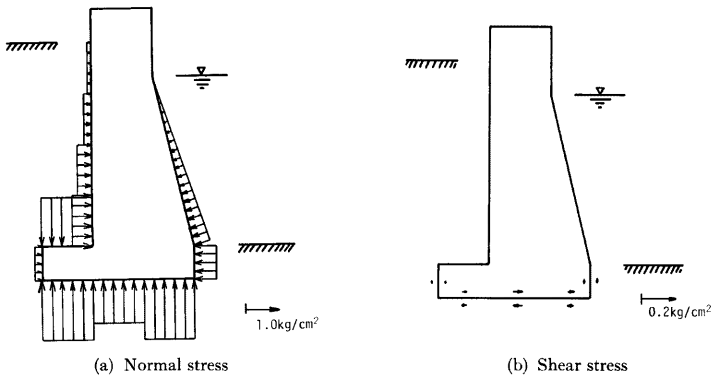 1.0kg/cm²
0.2kg/cm²
(a) Normal stress
(b) Shear stress